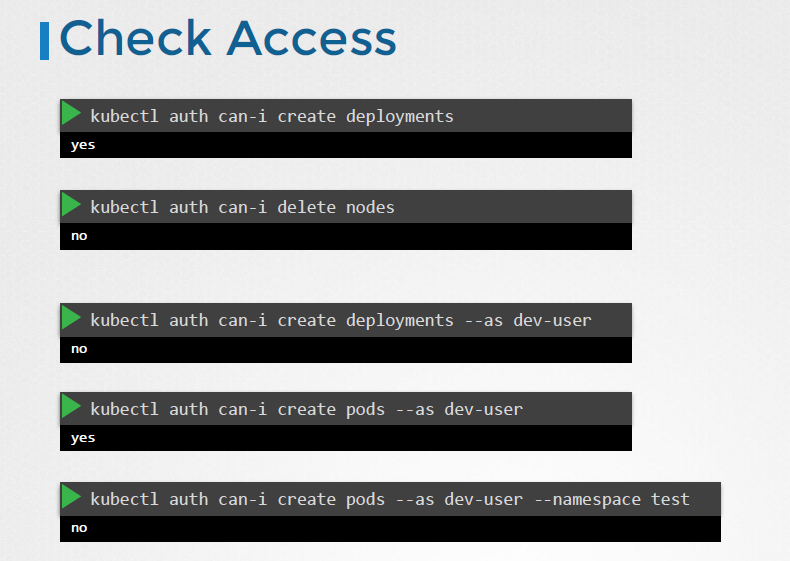 Check Access
kubectl auth can-i create deployments
yes
kubectl auth can-i delete nodes
no
kubectl auth can-i create deployments --as dev-user
no
kubectl auth can-i create pods --as dev-user
yes
kubectl auth can-i create pods --as dev-user --namespace test
no